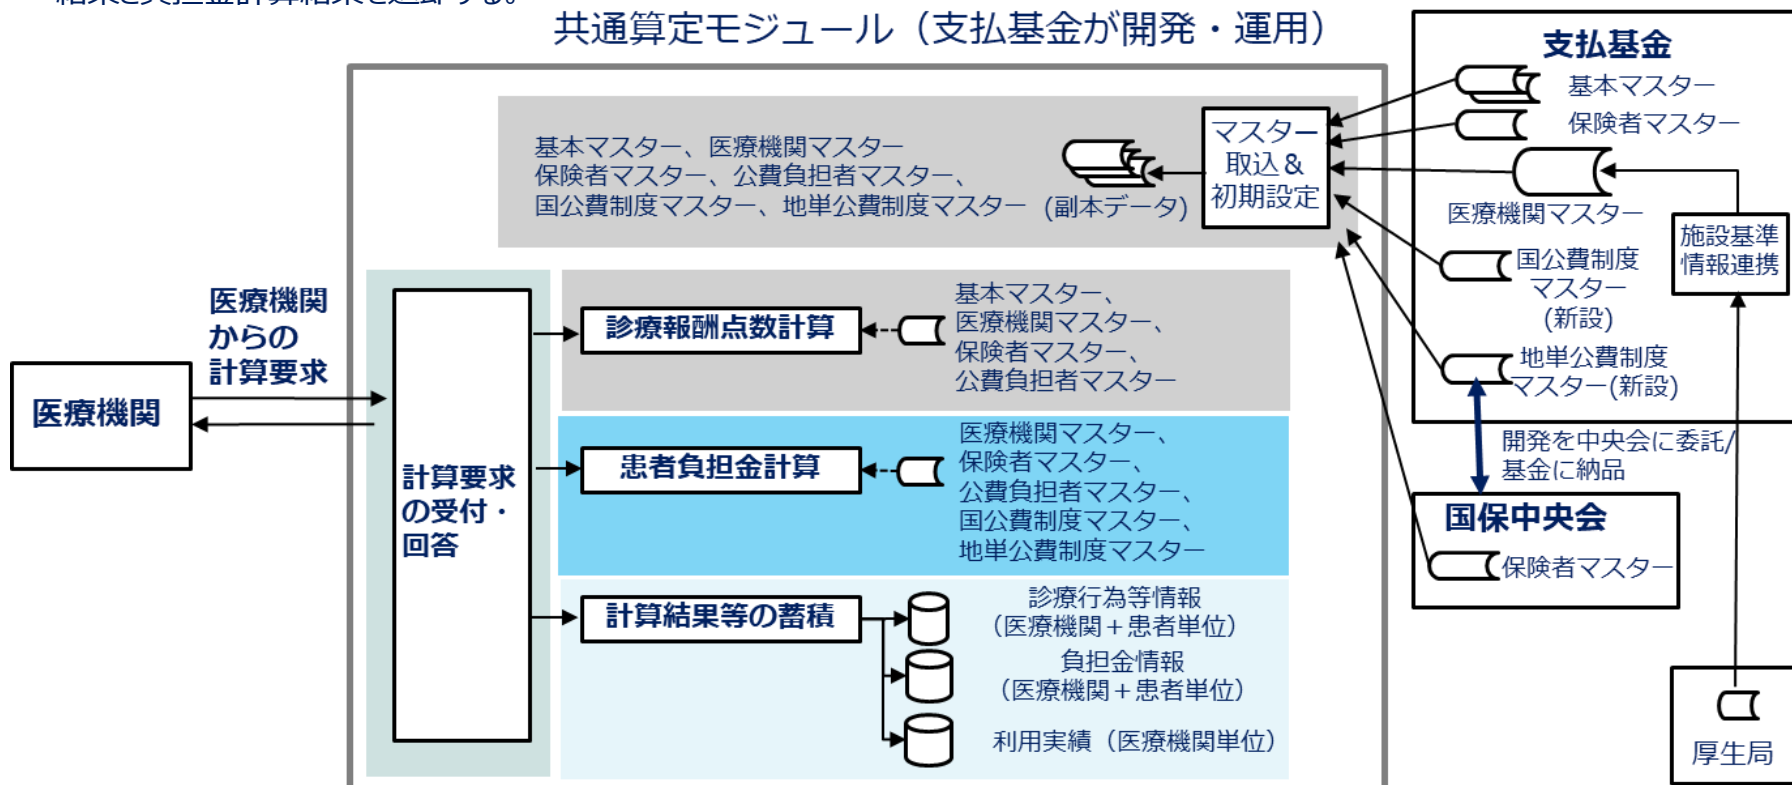 結果と負担金計算結果を返却する。
共通算定モジュール（支払基金が開発・運用）
支払基金
基本マスター
保険者マスター
医療機関マスター
国公費制度
マスター
(新設)
地単公費制度
マスター(新設)
施設基準
情報連携
マスター
取込＆
初期設定
基本マスター、医療機関マスター
保険者マスター、公費負担者マスター、
国公費制度マスター、地単公費制度マスター
(副本データ)
医療機関
からの
計算要求
医療機関
計算要求
の受付・
回答
診療報酬点数計算
基本マスター、
医療機関マスター、
保険者マスター、
公費負担者マスター
患者負担金計算
医療機関マスター、
保険者マスター、
公費負担者マスター、
国公費制度マスター、
地単公費制度マスター
計算結果等の蓄積
診療行為等情報
（医療機関＋患者単位）
負担金情報
（医療機関＋患者単位）
利用実績（医療機関単位）
開発を中央会に委託/
基金に納品
国保中央会
保険者マスター
厚生局